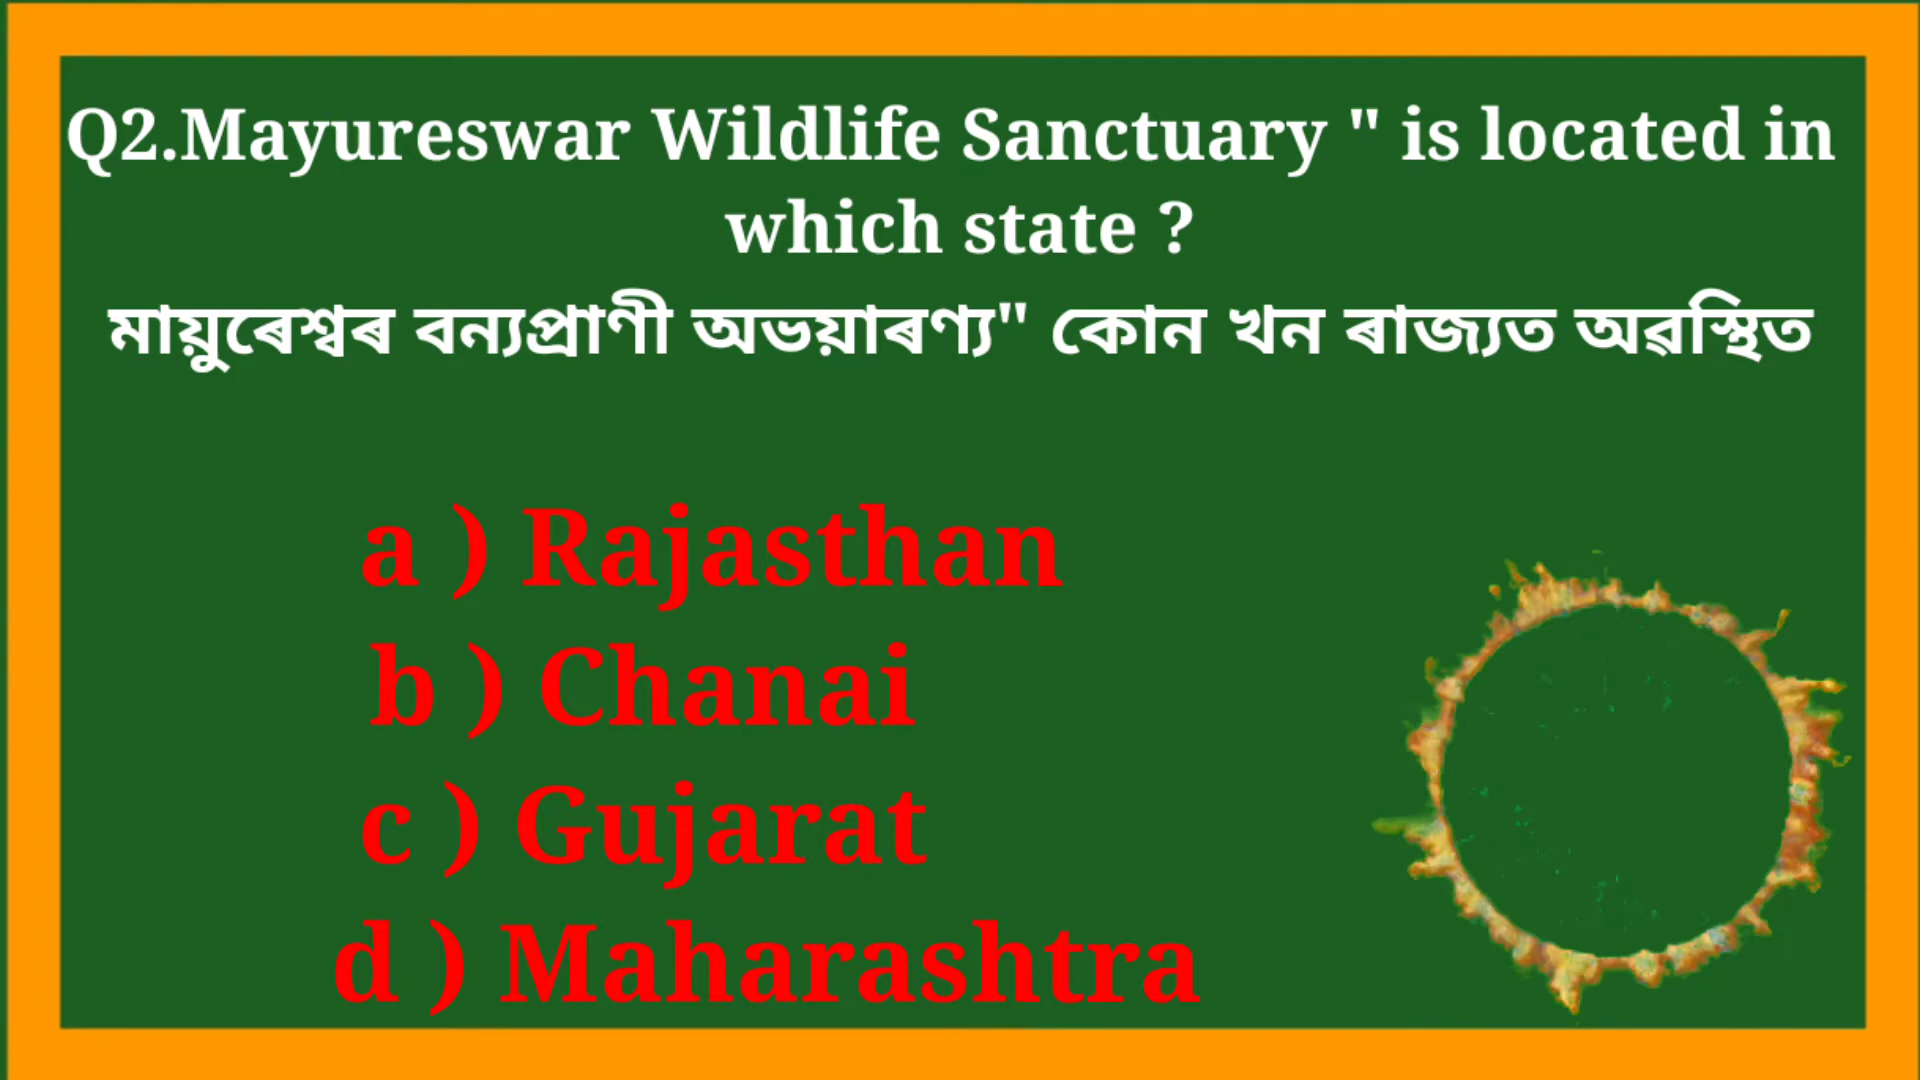 Q2.Mayureswar Wildlife Sanctuary " is located in
which state ?
মায়ুৰেশ্বৰ বন্যপ্ৰাণী অভয়াৰণ্য" কোন খন ৰাজ্যত অৱস্থিত
a ) Rajasthan
b ) Chanai
c ) Gujarat
d ) Maharashtra